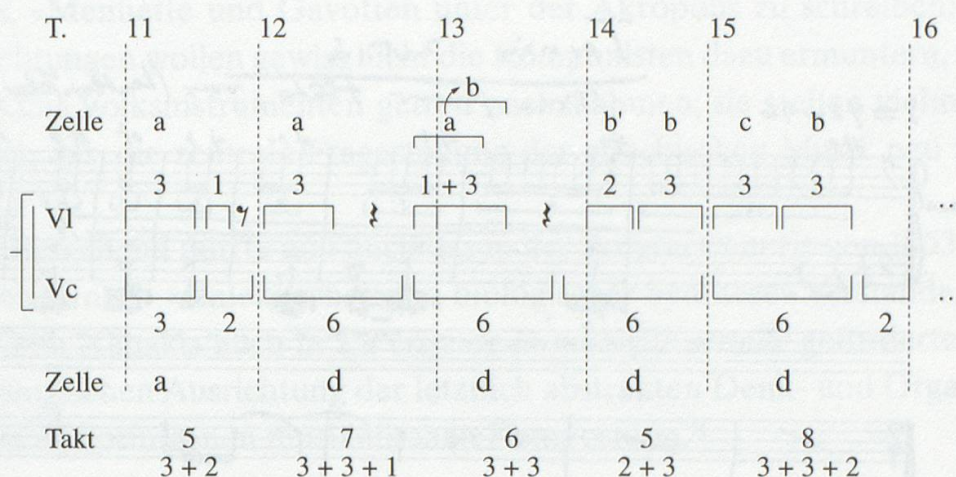 T. 11 12 13 14 15 16
b
Zelle a a a b' b c b
3 1 3 1 + 3 2 3 3 3
Vl ...
Vc ...
3 2 6 6 6 6 2
Zelle a d d d d
Takt 5 7 6 5 8
3 + 2 3 + 3 + 1 3 + 3 2 + 3 3 + 3 + 2